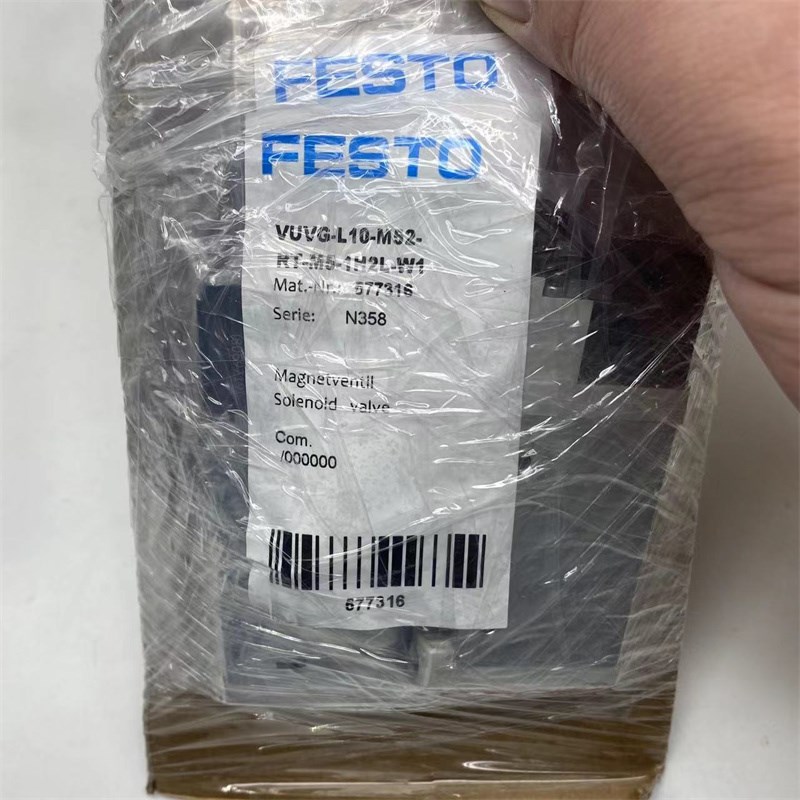 FESTO
FESTO
VUVG-L10-M52-
RT-M5-1H2L-W1
Mat.-Nr.: 577316
Serie: N358
Magnetventil
Solenoid valve
Com.
/000000
577316